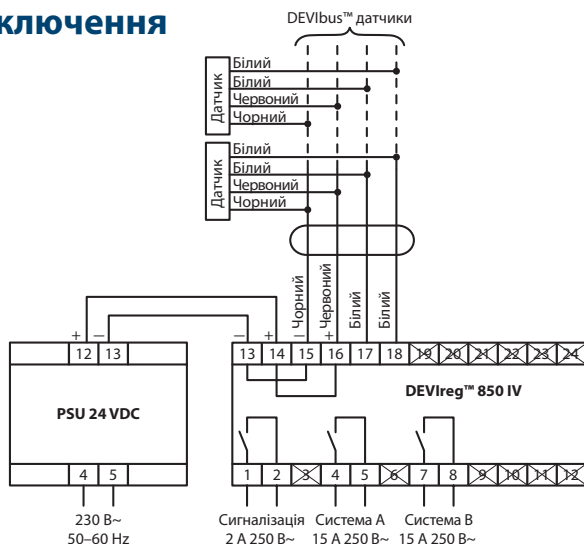 ключення
DEVIbus™ датчики
Датчик
Білий
Білий
Червоний
Чорний
Датчик
Білий
Білий
Червоний
Чорний
Чорний
Червоний
Білий
Білий
+ − − + − +
12 13
13 14 15 16 17 18 19 20 21 22 23 24
PSU 24 VDC
DEVIreg™ 850 IV
4 5
1 2 3 4 5 6 7 8 9 10 11 12
230 В~
50–60 Hz
Сигналізація
2 А 250 В~
Система А
15 А 250 В~
Система В
15 А 250 В~